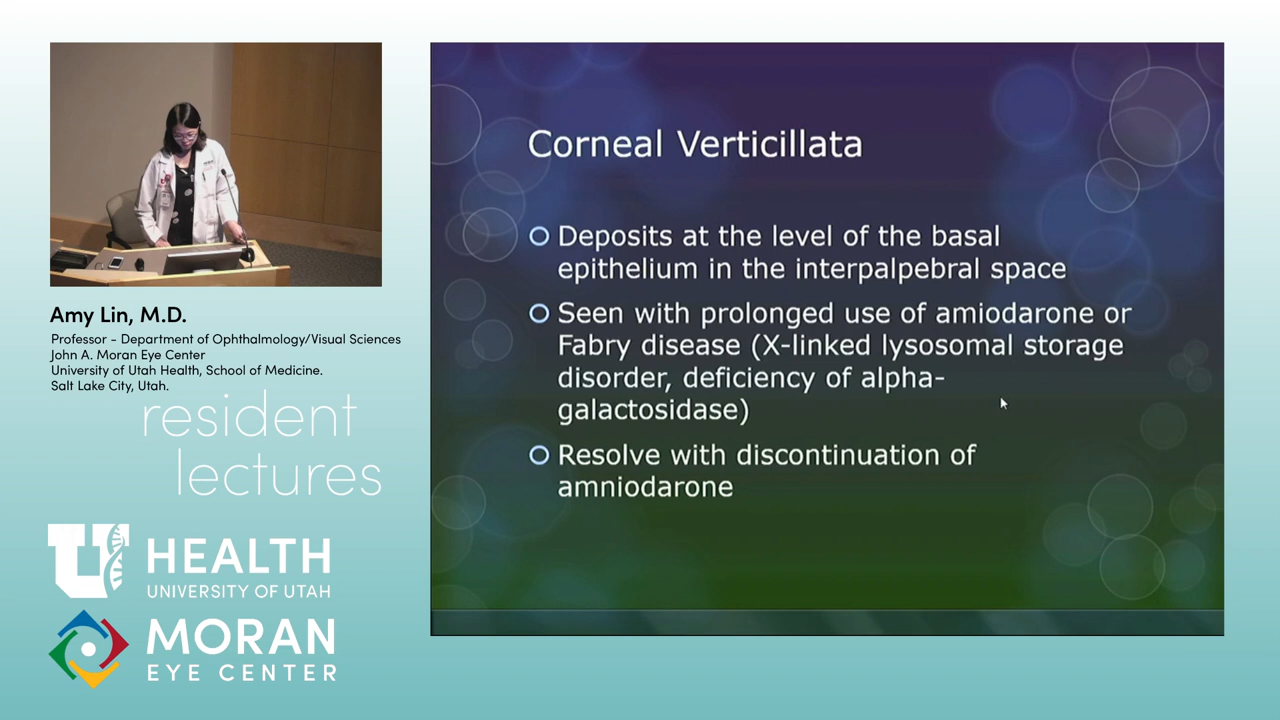 Amy Lin, M.D.
Professor - Department of Ophthalmology/Visual Sciences
John A. Moran Eye Center
University of Utah Health, School of Medicine.
Salt Lake City, Utah.
resident
lectures
U HEALTH
UNIVERSITY OF UTAH
MORAN
EYE CENTER
Corneal Verticillata
Deposits at the level of the basal
epithelium in the interpalpebral space
Seen with prolonged use of amiodarone or
Fabry disease (X-linked lysosomal storage
disorder, deficiency of alpha-
galactosidase)
Resolve with discontinuation of
amniodarone